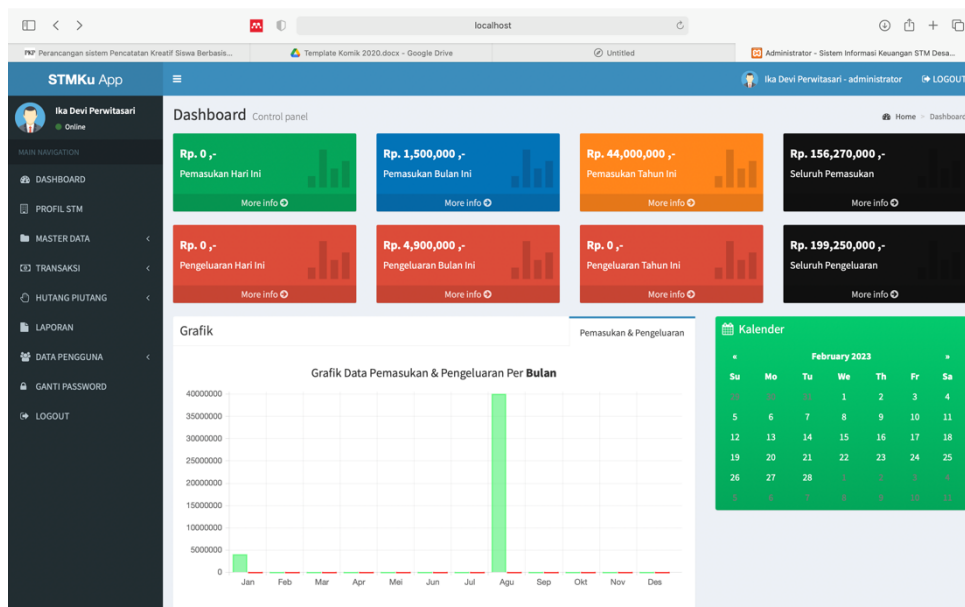 localhost
Perancangan sistem Pencatatan Kreatif Siswa Berbasis...
Template Komik 2020.docx - Google Drive
Untitled
Administrator - Sistem Informasi Keuangan STM Desa...
STMKu App
Ika Devi Perwitasari - administrator
LOGOUT
Ika Devi Perwitasari
Online
MAIN NAVIGATION
DASHBOARD
PROFIL STM
MASTER DATA
TRANSAKSI
HUTANG PIUTANG
LAPORAN
DATA PENGGUNA
GANTI PASSWORD
LOGOUT
Dashboard Control panel
Home > Dashboard
Rp. 0 ,-
Pemasukan Hari Ini
More info
Rp. 1,500,000 ,-
Pemasukan Bulan Ini
More info
Rp. 44,000,000 ,-
Pemasukan Tahun Ini
More info
Rp. 156,270,000 ,-
Seluruh Pemasukan
More info
Rp. 0 ,-
Pengeluaran Hari Ini
More info
Rp. 4,900,000 ,-
Pengeluaran Bulan Ini
More info
Rp. 0 ,-
Pengeluaran Tahun Ini
More info
Rp. 199,250,000 ,-
Seluruh Pengeluaran
More info
Grafik
Pemasukan & Pengeluaran
Grafik Data Pemasukan & Pengeluaran Per Bulan
40000000
35000000
30000000
25000000
20000000
15000000
10000000
5000000
0
Jan Feb Mar Apr Mei Jun Jul Agu Sep Okt Nov Des
Kalender
« February 2023 »
Su Mo Tu We Th Fr Sa
1 2 3 4
5 6 7 8 9 10 11
12 13 14 15 16 17 18
19 20 21 22 23 24 25
26 27 28